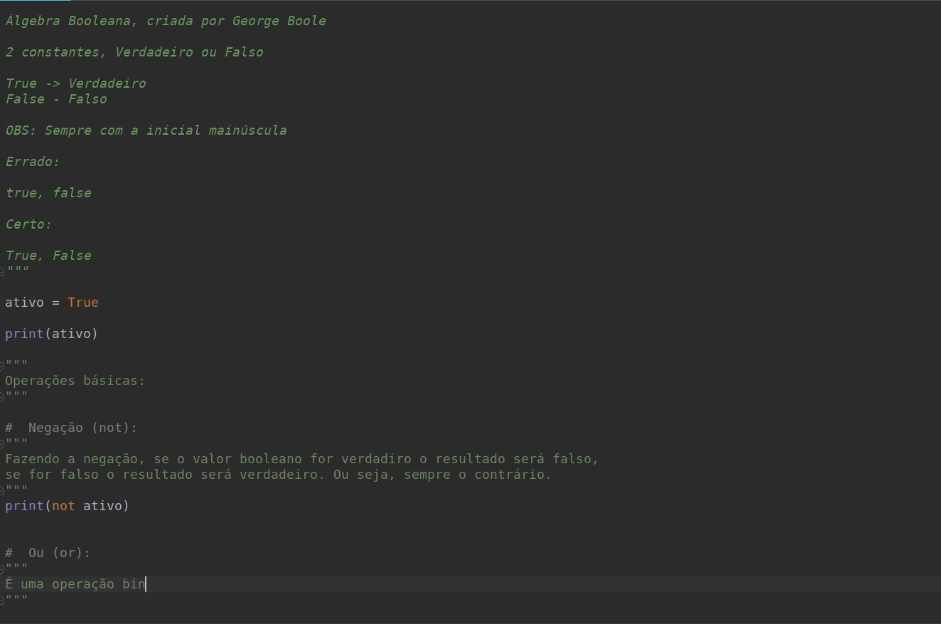 Álgebra Booleana, criada por George Boole
2 constantes, Verdadeiro ou Falso
True -> Verdadeiro
False - Falso
OBS: Sempre com a inicial mainúscula
Errado:
true, false
Certo:
True, False
"""
ativo = True
print(ativo)
"""
Operações básicas:
"""
#  Negação (not):
"""
Fazendo a negação, se o valor booleano for verdadiro o resultado será falso,
se for falso o resultado será verdadeiro. Ou seja, sempre o contrário.
"""
print(not ativo)
#  Ou (or):
"""
É uma operação bin
"""